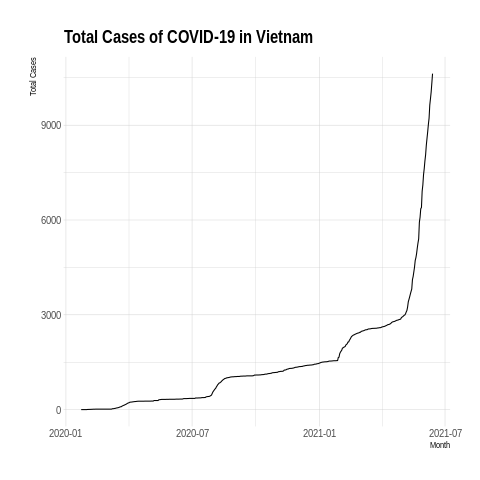 Total Cases of COVID-19 in Vietnam
Total Cases
9000
6000
3000
0
2020-01 2020-07 2021-01 2021-07
Month